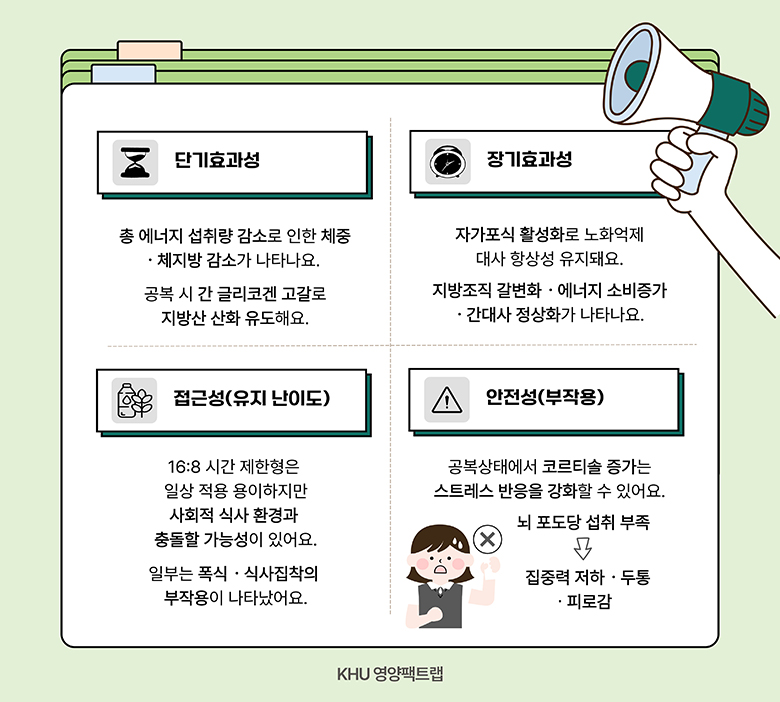 단기효과성
총 에너지 섭취량 감소로 인한 체중
· 체지방 감소가 나타나요.
공복 시 간 글리코겐 고갈로
지방산 산화 유도해요.
장기효과성
자가포식 활성화로 노화억제
대사 항상성 유지돼요.
지방조직 갈변화 · 에너지 소비증가
· 간대사 정상화가 나타나요.
접근성(유지 난이도)
16:8 시간 제한형은
일상 적용 용이하지만
사회적 식사 환경과
충돌할 가능성이 있어요.
일부는 폭식 · 식사집착의
부작용이 나타났어요.
안전성(부작용)
공복상태에서 코르티솔 증가는
스트레스 반응을 강화할 수 있어요.
뇌 포도당 섭취 부족
집중력 저하 · 두통
· 피로감
KHU 영양팩트랩